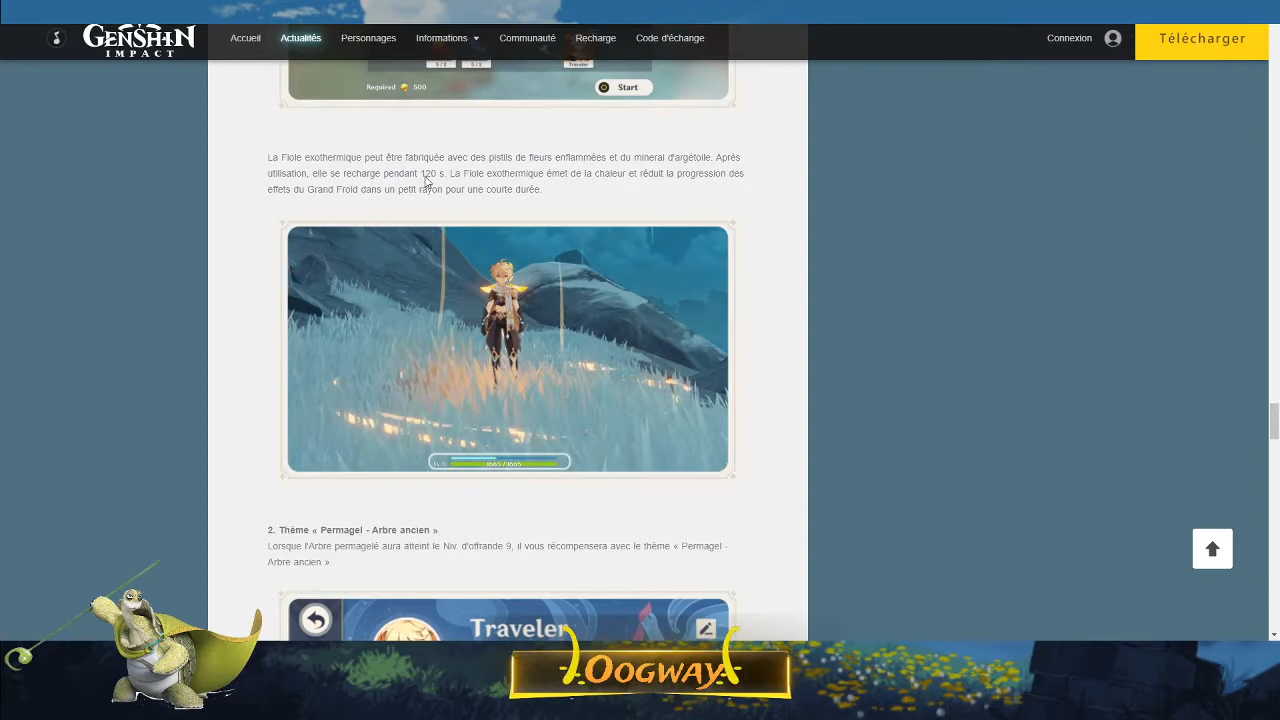 GENSHIN
IMPACT
Accueil Actualités Personnages Informations Communauté Recharge Code d'échange Connexion Télécharger
Traveler
Required 500 Start
La Fiole exothermique peut être fabriquée avec des pistils de fleurs enflammées et du minerai d'argétoile. Après
utilisation, elle se recharge pendant 120 s. La Fiole exothermique émet de la chaleur et réduit la progression des
effets du Grand Froid dans un petit rayon pour une courte durée.
1665 / 1665
2. Thème « Permagel - Arbre ancien »
Lorsque l'Arbre permagelé aura atteint le Niv. d'offrande 9, il vous récompensera avec le thème « Permagel -
Arbre ancien ».
Traveler
OOGWAY